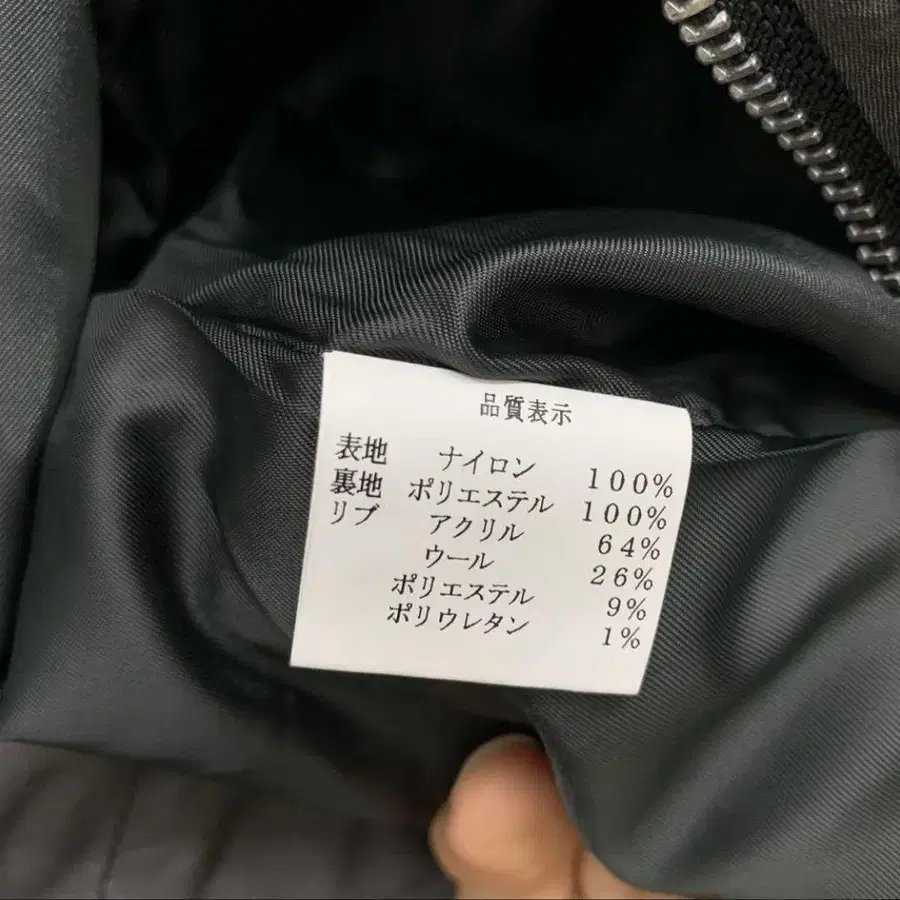 品質表示
表地 ナイロン 100%
裏地 ポリエステル 100%
リブ アクリル 64%
ウール 26%
ポリエステル 9%
ポリウレタン 1%